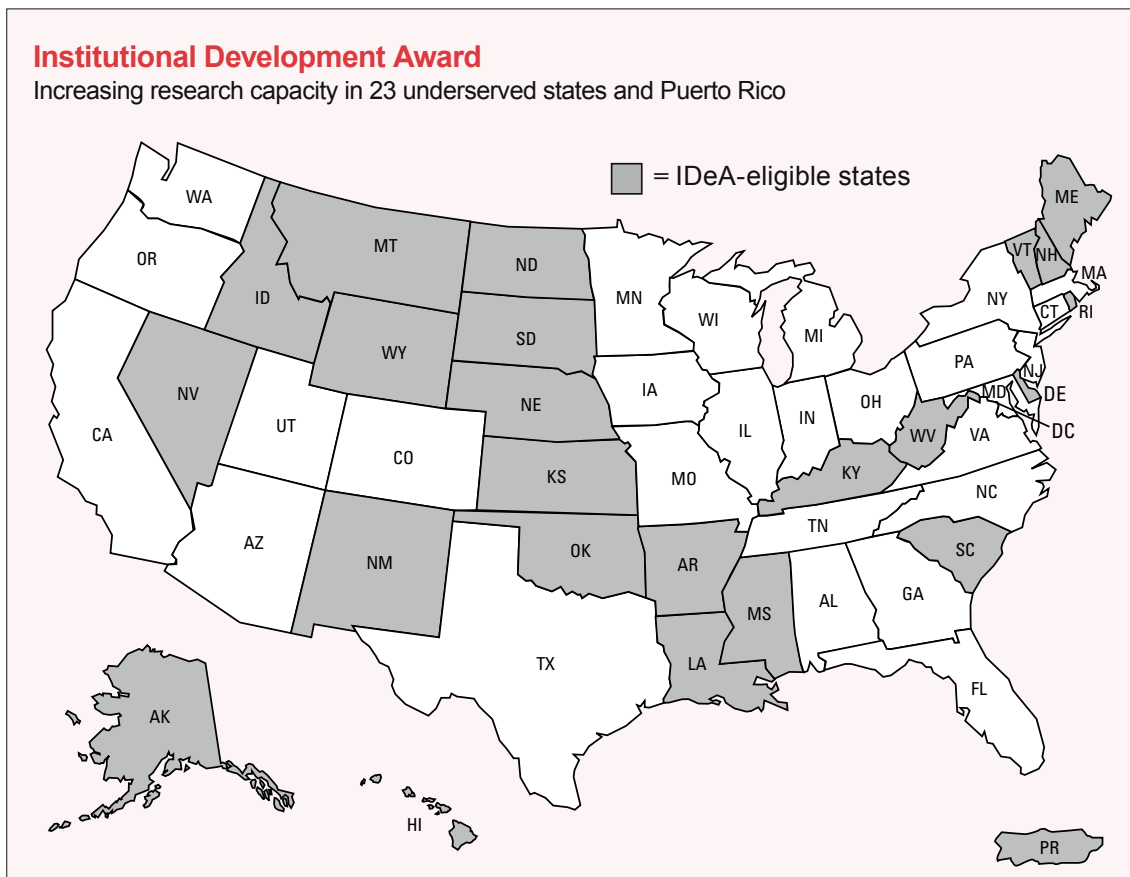 Institutional Development Award
Increasing research capacity in 23 underserved states and Puerto Rico
= IDeA-eligible states
WA
ME
MT
VT
NH
ND
OR
MA
MN
ID
NY
WI
CT
RI
SD
MI
WY
PA
IA
NJ
NE
NV
OH
MD
DE
IN
UT
IL
CA
WV
DC
VA
CO
KY
KS
MO
NC
TN
AZ
OK
SC
NM
AR
GA
AL
MS
TX
LA
FL
AK
HI
PR